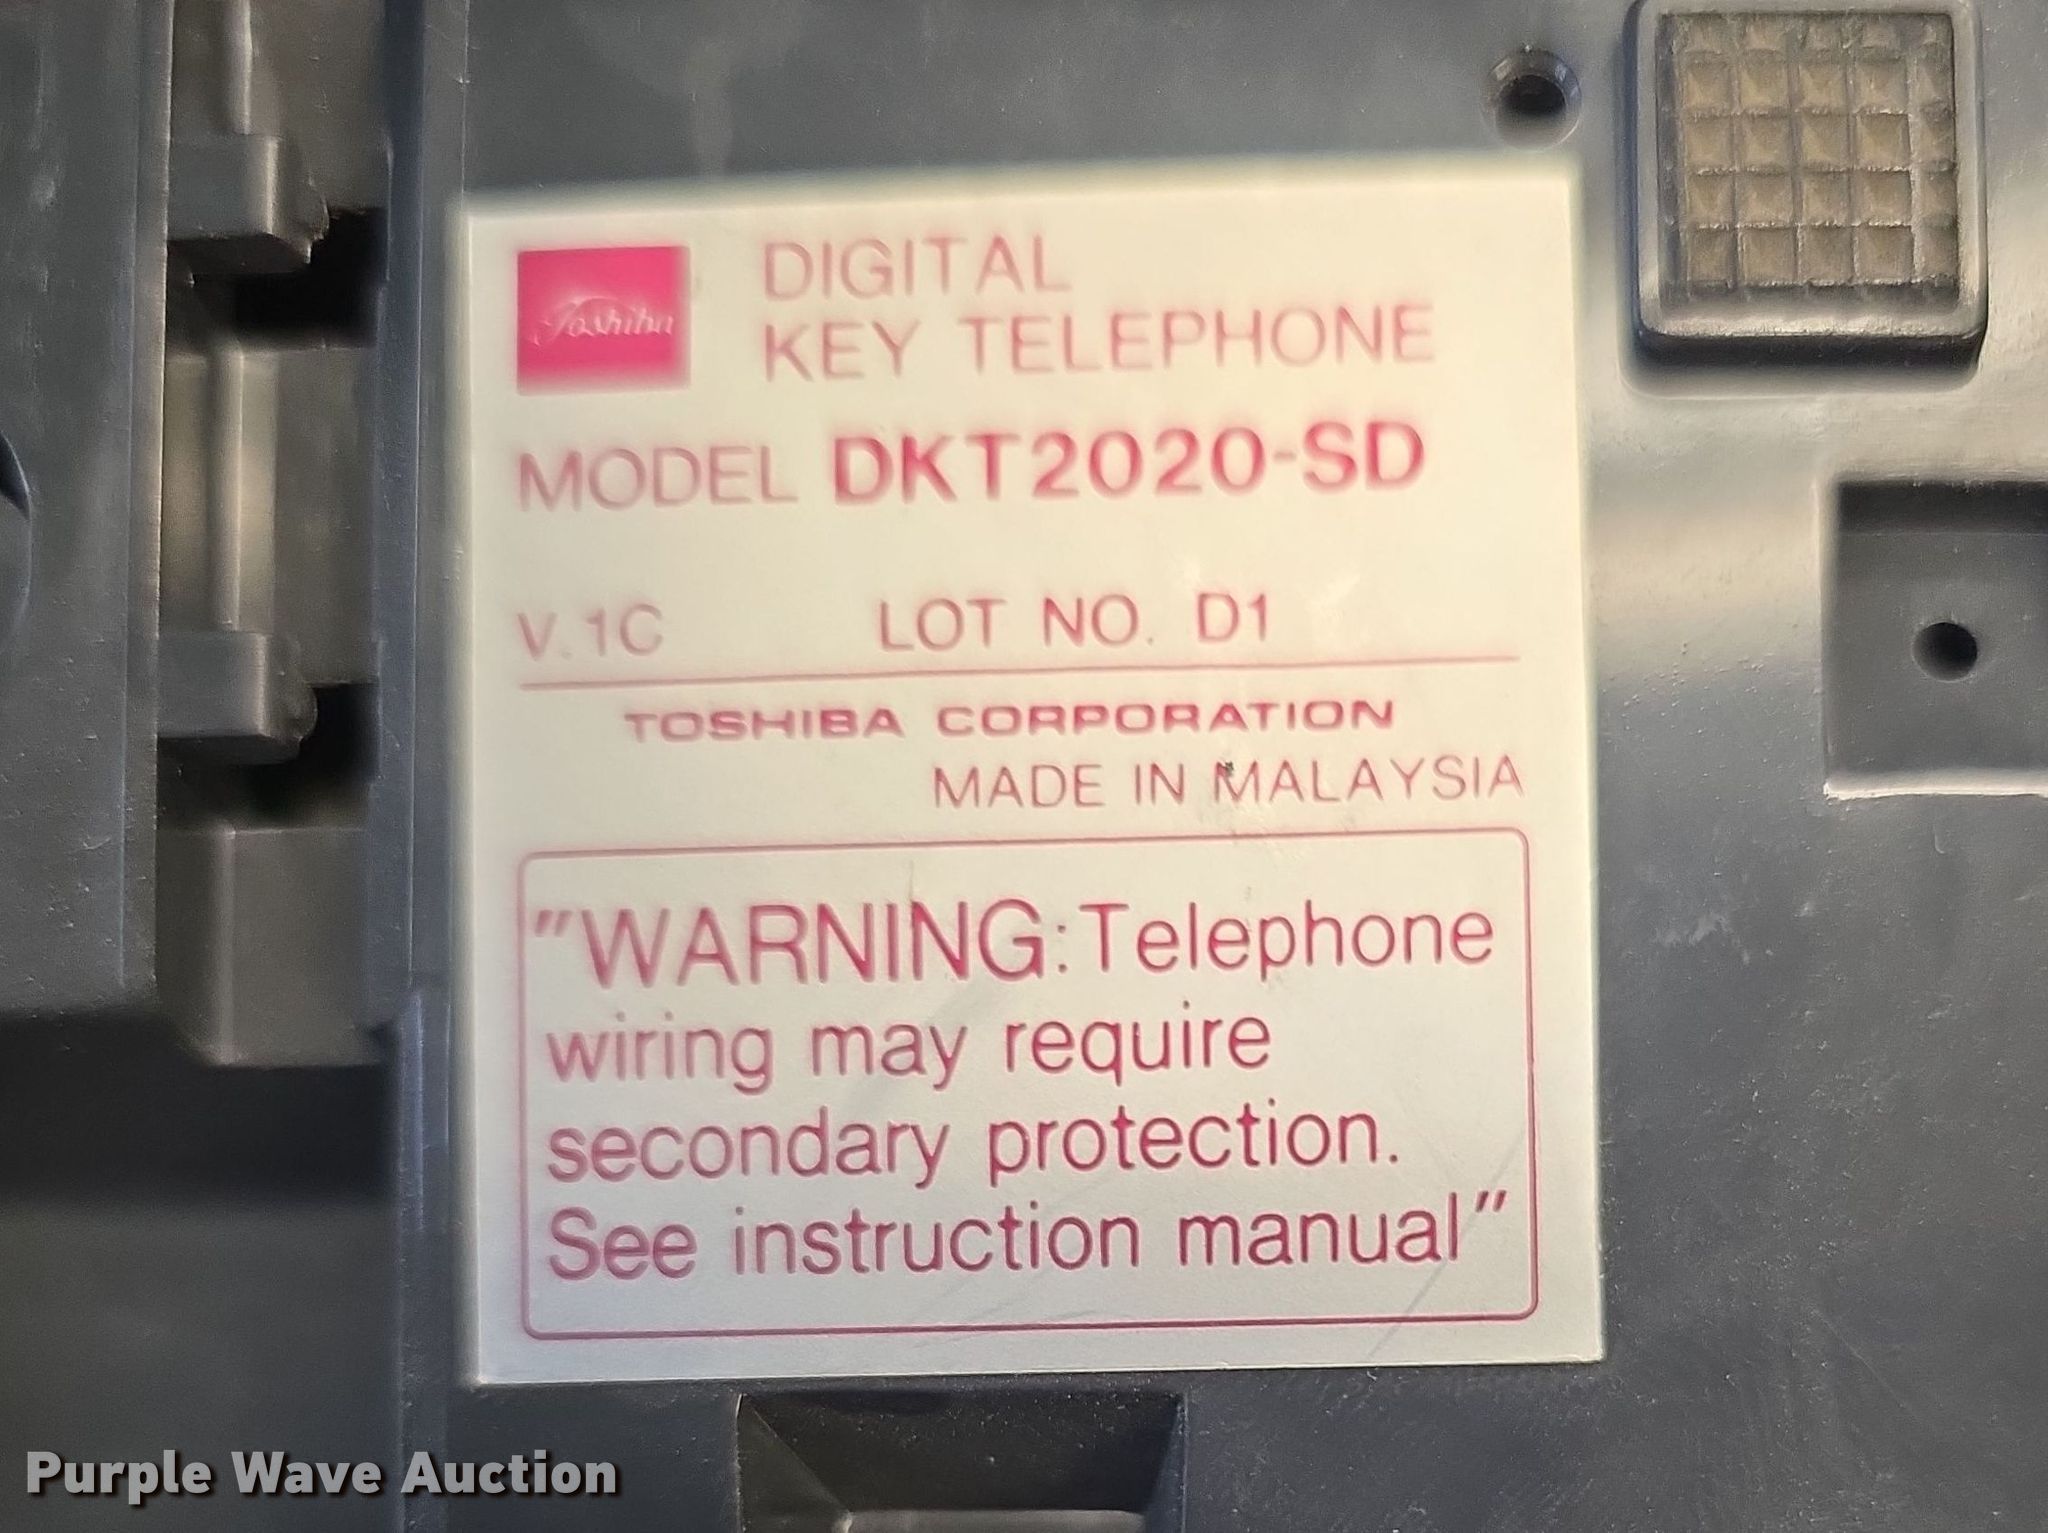 Toshiba
DIGITAL
KEY TELEPHONE
MODEL DKT2020-SD
V.1C LOT NO. D1
TOSHIBA CORPORATION
MADE IN MALAYSIA
"WARNING: Telephone
wiring may require
secondary protection.
See instruction manual"
Purple Wave Auction